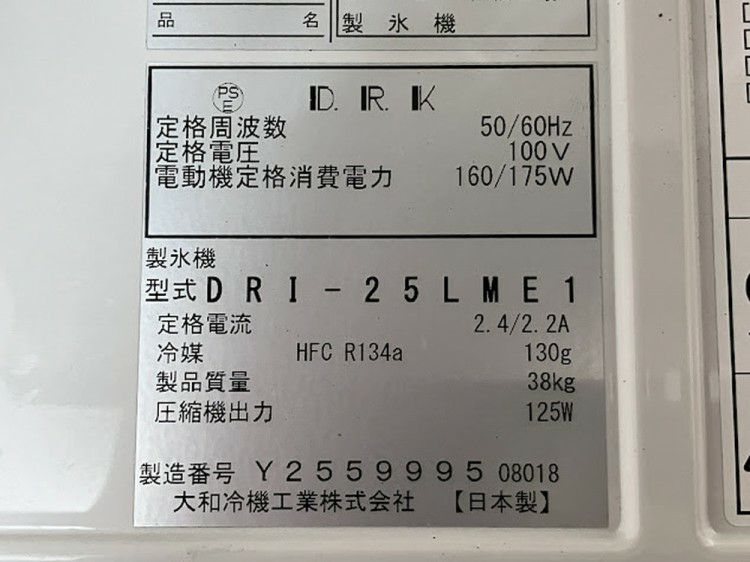 品 名 製 氷 機
PS E D. R. K
定格周波数 50/60Hz
定格電圧 100V
電動機定格消費電力 160/175W
製氷機
型式 DRI-25LME1
定格電流 2.4/2.2A
冷媒 HFC R134a 130g
製品質量 38kg
圧縮機出力 125W
製造番号 Y2559995 08018
大和冷機工業株式会社 【日本製】